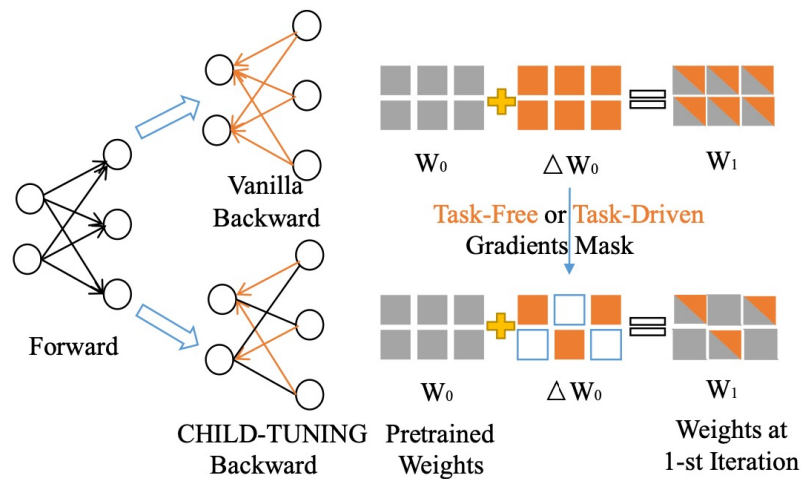 Vanilla
Backward
W₀
△W₀
W₁
Task-Free or Task-Driven
Gradients Mask
Forward
W₀
△W₀
W₁
CHILD-TUNING
Backward
Pretrained
Weights
Weights at
1-st Iteration